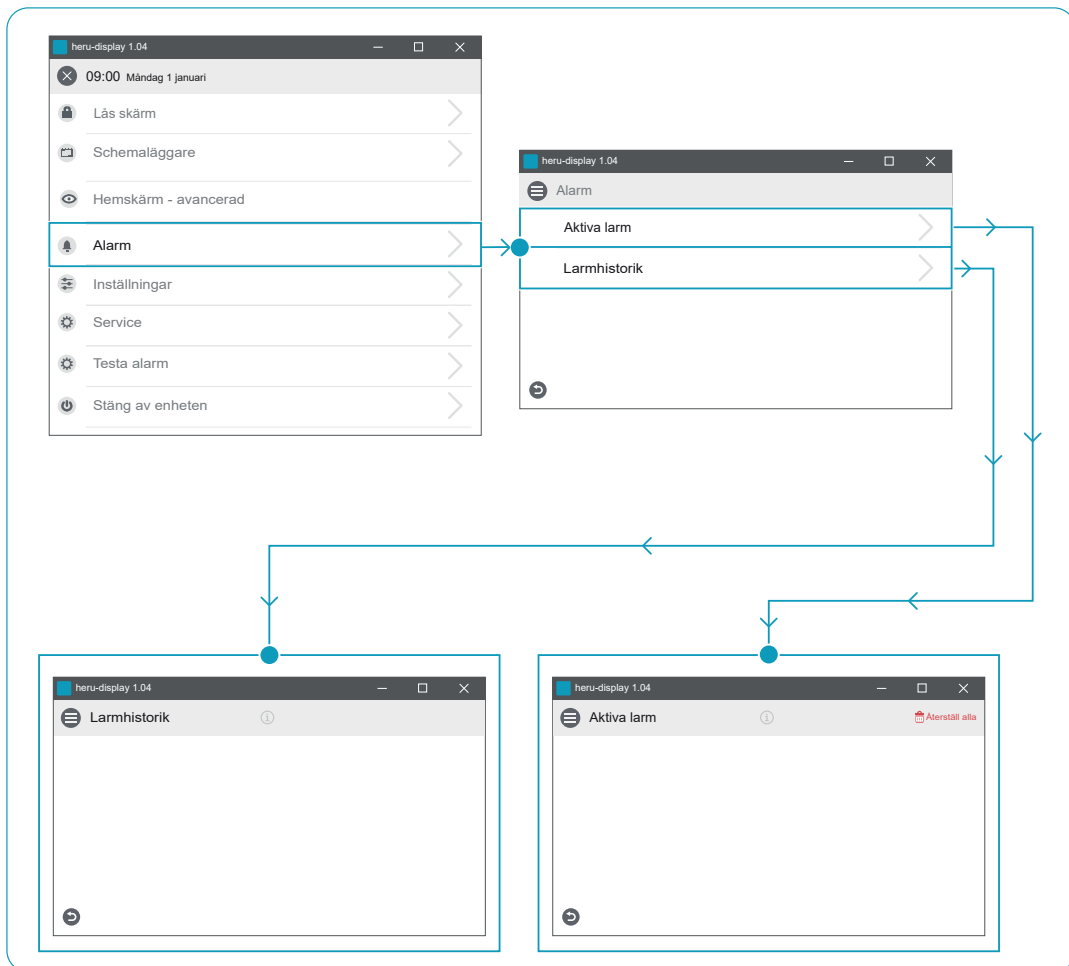 heru-display 1.04
09:00 Måndag 1 januari
Lås skärm
Schemaläggare
Hemskärm - avancerad
Alarm
Inställningar
Service
Testa alarm
Stäng av enheten
heru-display 1.04
Alarm
Aktiva larm
Larmhistorik
heru-display 1.04
Larmhistorik
heru-display 1.04
Aktiva larm
Återställ alla